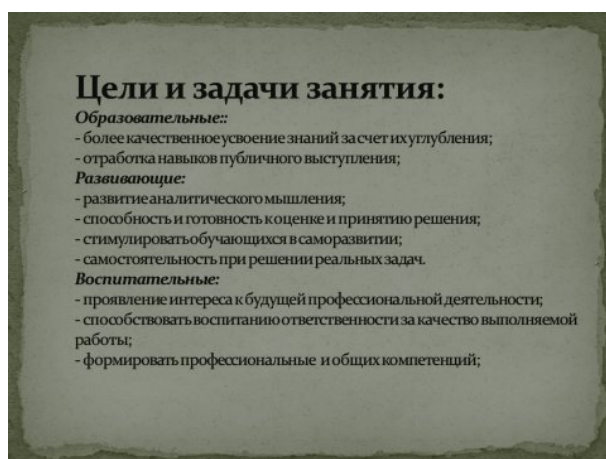 Цели и задачи занятия:
Образовательные::
- более качественное усвоение знаний за счет их углубления;
- отработка навыков публичного выступления;
Развивающие:
- развитие аналитического мышления;
- способность и готовность к оценке и принятию решения;
- стимулировать обучающихся в саморазвитии;
- самостоятельность при решении реальных задач.
Воспитательные:
- проявление интереса к будущей профессиональной деятельности;
- способствовать воспитанию ответственности за качество выполняемой
работы;
- формировать профессиональные и общих компетенций;